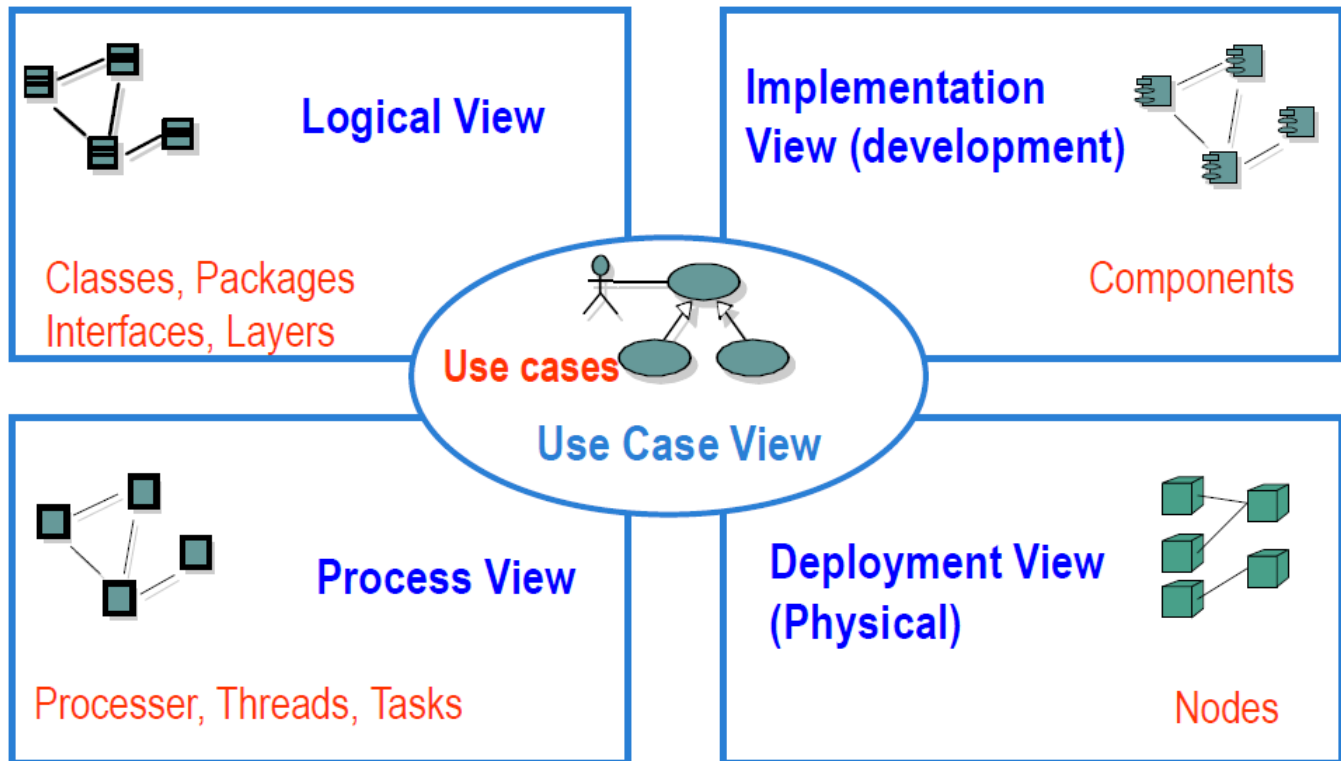 Logical View
Classes, Packages
Interfaces, Layers
Implementation
View (development)
Components
Use cases
Use Case View
Process View
Processer, Threads, Tasks
Deployment View
(Physical)
Nodes